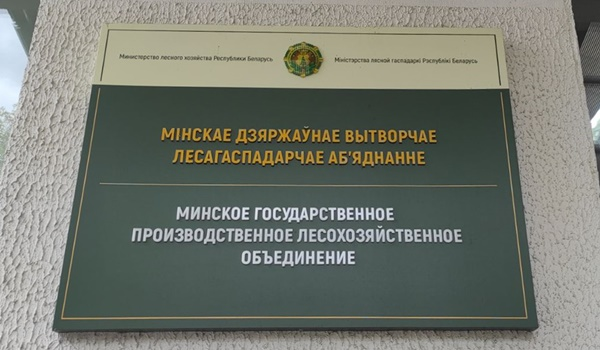 Министерство лесного хозяйства Республики Беларусь
Міністэрства лясной гаспадаркі Рэспублікі Беларусь
МІНСКАЕ ДЗЯРЖАЎНАЕ ВЫТВОРЧАЕ
ЛЕСАГАСПАДАРЧАЕ АБ’ЯДНАННЕ
МИНСКОЕ ГОСУДАРСТВЕННОЕ
ПРОИЗВОДСТВЕННОЕ ЛЕСОХОЗЯЙСТВЕННОЕ
ОБЪЕДИНЕНИЕ